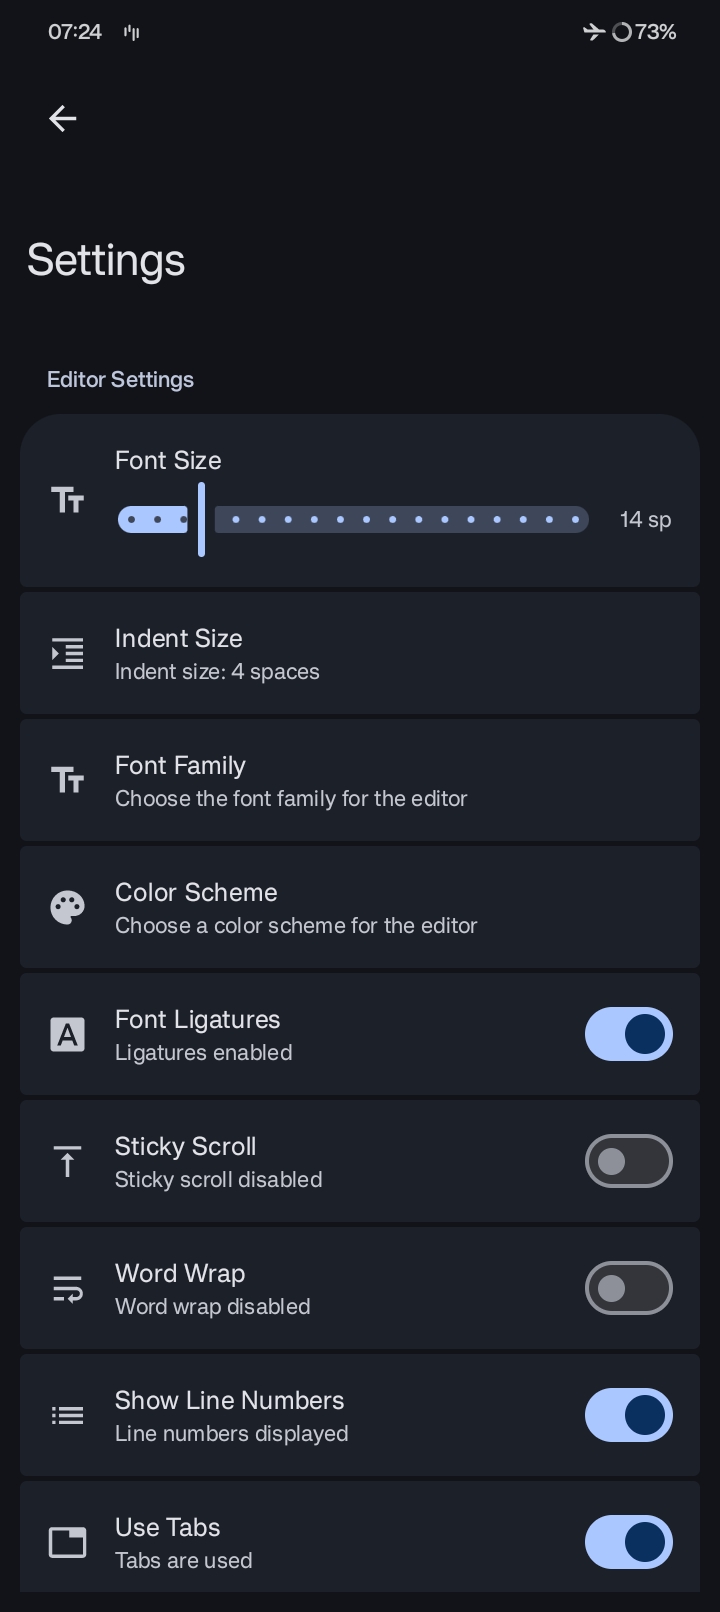 07:24
73%
Settings
Editor Settings
Font Size
14 sp
Indent Size
Indent size: 4 spaces
Font Family
Choose the font family for the editor
Color Scheme
Choose a color scheme for the editor
Font Ligatures
Ligatures enabled
Sticky Scroll
Sticky scroll disabled
Word Wrap
Word wrap disabled
Show Line Numbers
Line numbers displayed
Use Tabs
Tabs are used